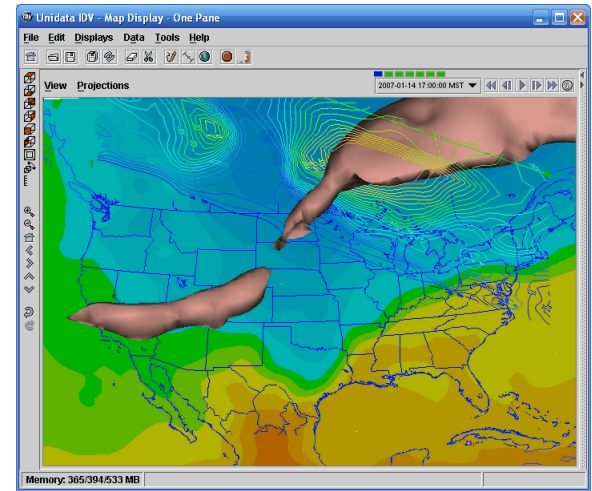 Unidata IDV - Map Display - One Pane
File Edit Displays Data Tools Help
View Projections
2007-01-14 17:00:00 MST
Memory: 365/394/533 MB